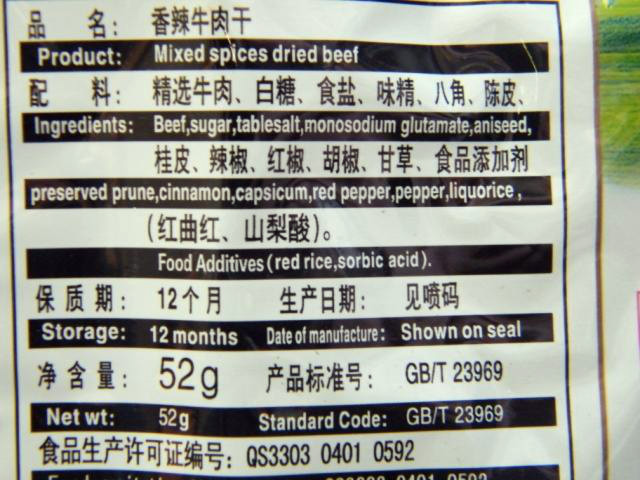 品 名： 香辣牛肉干
Product: Mixed spices dried beef
配 料： 精选牛肉、白糖、食盐、味精、八角、陈皮、
Ingredients: Beef,sugar,tablesalt,monosodium glutamate,aniseed,
桂皮、辣椒、红椒、胡椒、甘草、食品添加剂
preserved prune,cinnamon,capsicum,red pepper,pepper,liquorice,
（红曲红、山梨酸）。
Food Additives(red rice,sorbic acid).
保 质 期： 12个月 生产日期： 见喷码
Storage: 12 months Date of manufacture: Shown on seal
净 含 量： 52g 产品标准号： GB/T 23969
Net wt: 52g Standard Code: GB/T 23969
食品生产许可证编号：QS3303 0401 0592